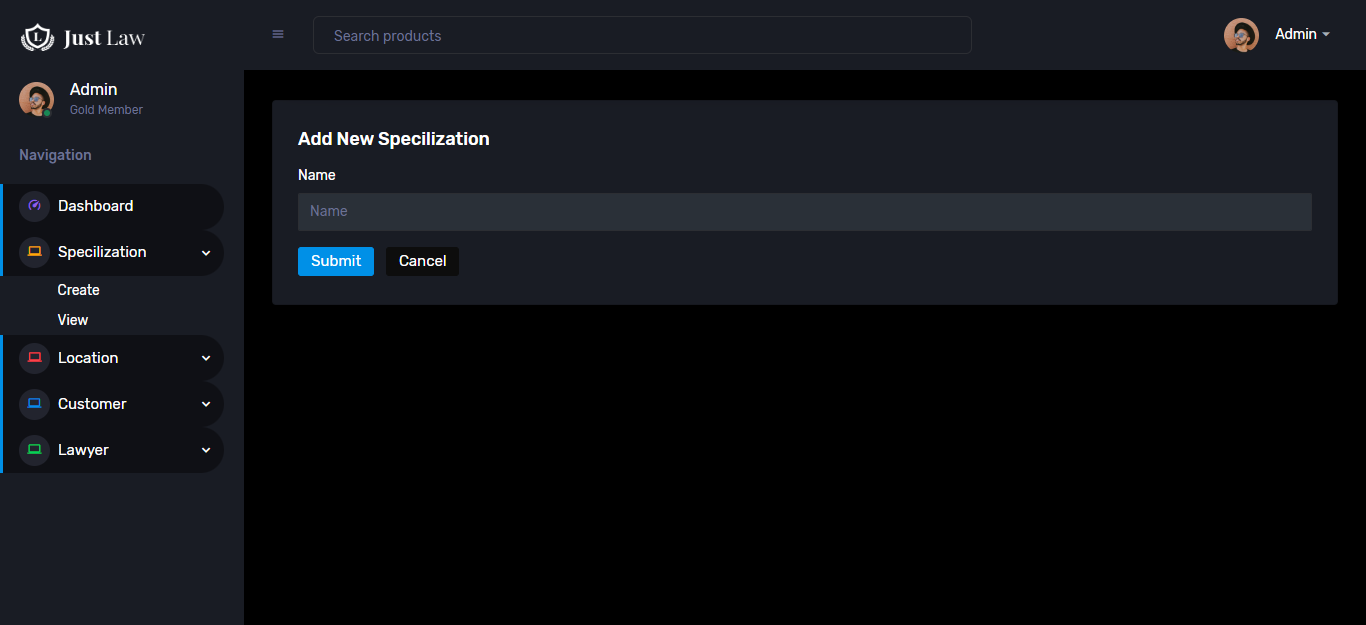 Just Law
Search products
Admin
Admin
Gold Member
Navigation
Dashboard
Specilization
Create
View
Location
Customer
Lawyer
Add New Specilization
Name
Name
Submit
Cancel